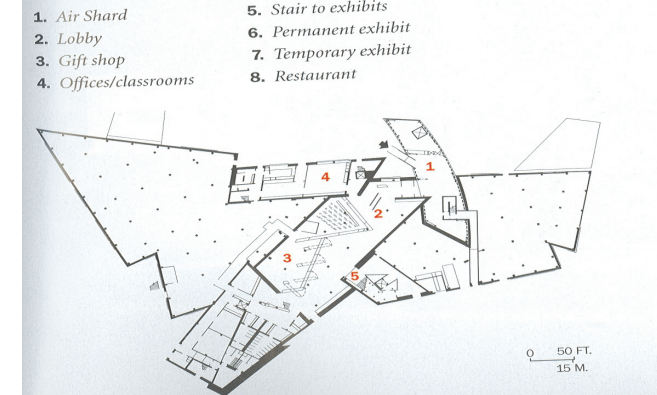 1. Air Shard
2. Lobby
3. Gift shop
4. Offices/classrooms
5. Stair to exhibits
6. Permanent exhibit
7. Temporary exhibit
8. Restaurant
1
4
2
3
5
0 50 FT.
15 M.